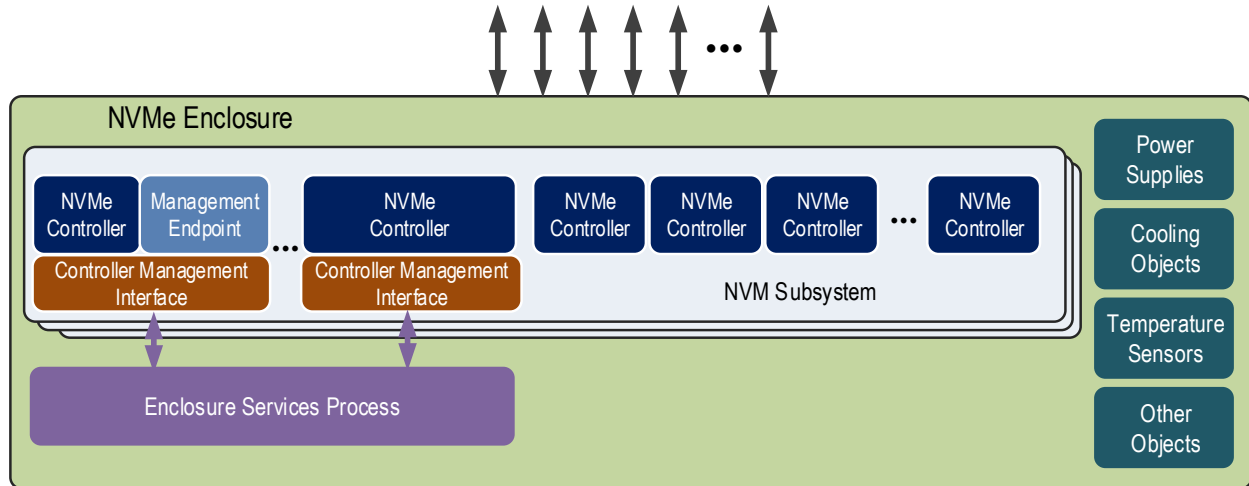 ...
NVMe Enclosure
NVMe
Controller
Management
Endpoint
...
NVMe
Controller
NVMe
Controller
NVMe
Controller
NVMe
Controller
...
NVMe
Controller
Controller Management
Interface
Controller Management
Interface
NVM Subsystem
Enclosure Services Process
Power
Supplies
Cooling
Objects
Temperature
Sensors
Other
Objects